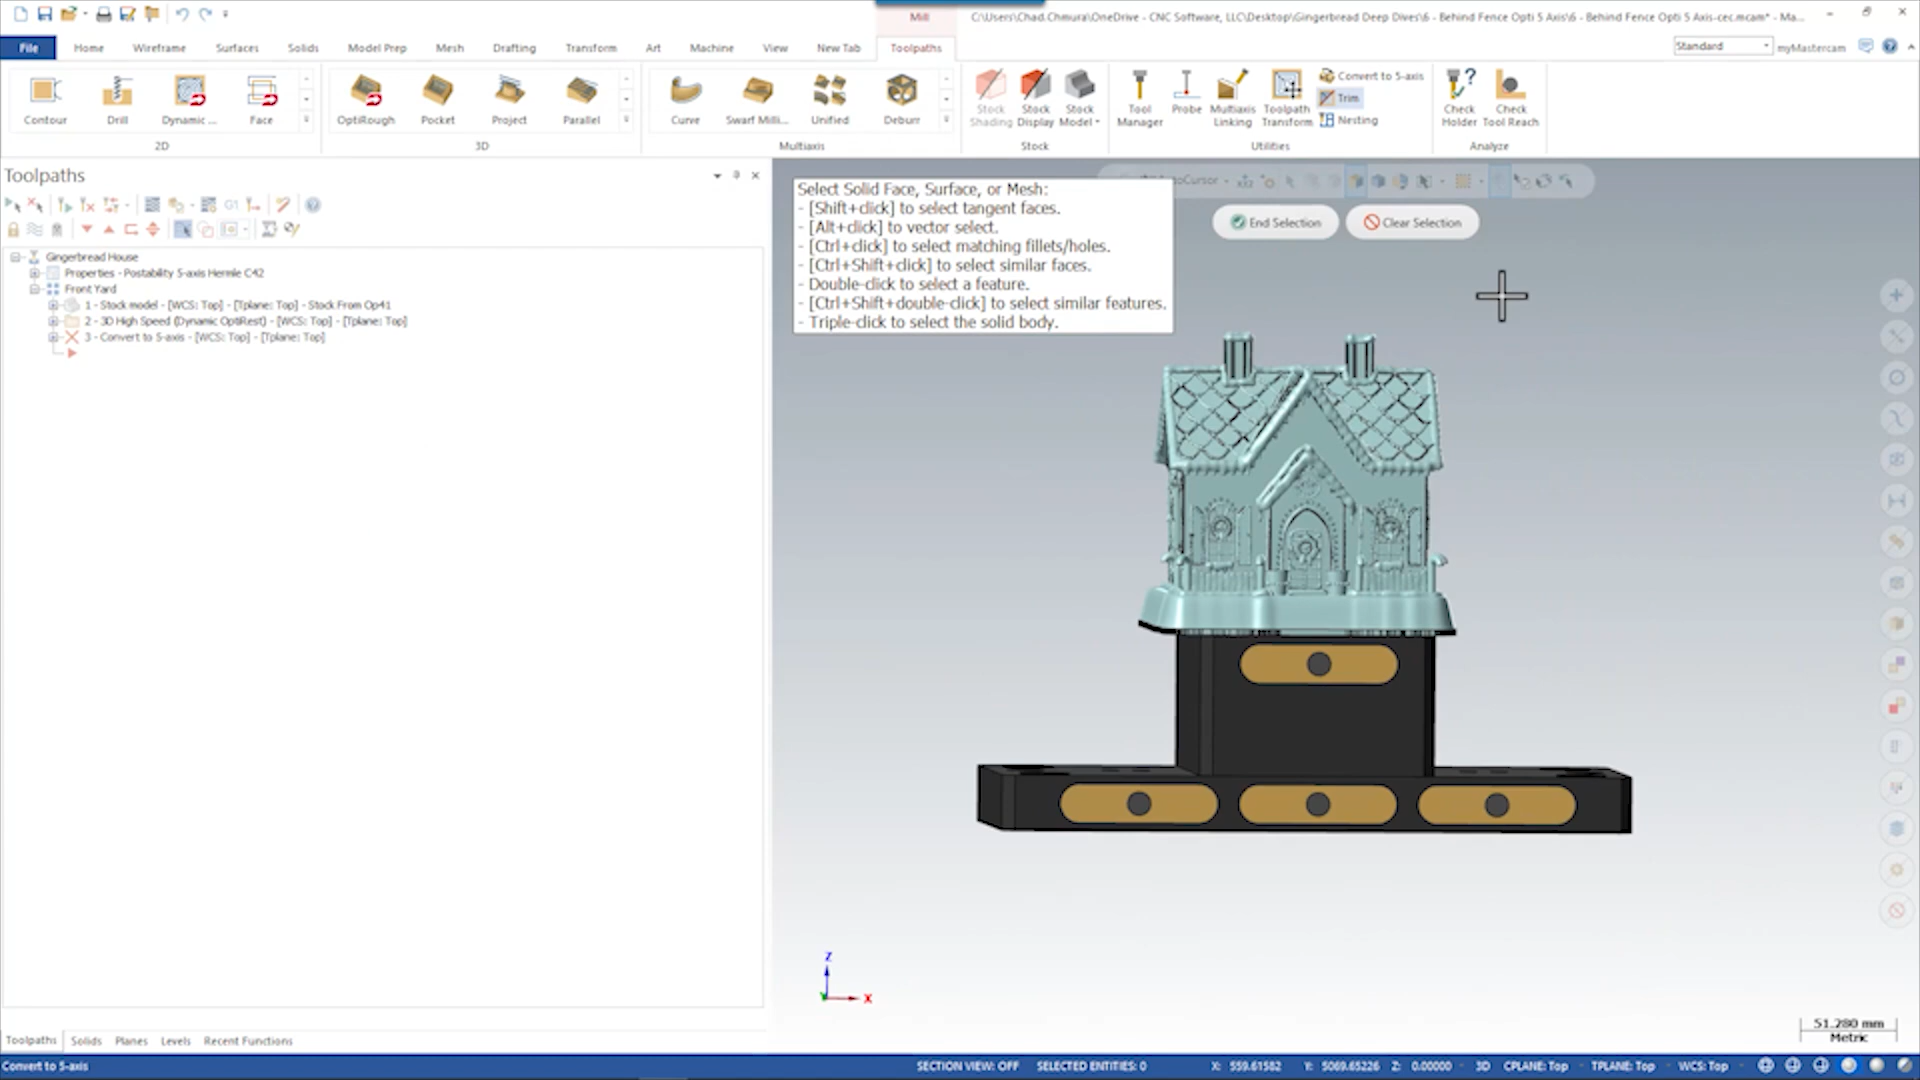 Mill
C:\Users\Chad.Chmura\OneDrive - CNC Software, LLC\Desktop\Gingerbread Deep Dives\6 - Behind Fence Opti 5 Axis\6 - Behind Fence Opti 5 Axis-cec.mcam* - Ma...
File Home Wireframe Surfaces Solids Model Prep Mesh Drafting Transform Art Machine View New Tab Toolpaths
Standard myMastercam
Contour Drill Dynamic ... Face
2D
OptiRough Pocket Project Parallel
3D
Curve Swarf Milli... Unified Deburr
Multiaxis
Stock Shading Stock Display Stock Model
Stock
Tool Manager Probe Multiaxis Linking Toolpath Transform
Convert to 5-axis
Trim
Nesting
Utilities
Check Holder Check Tool Reach
Analyze
Toolpaths
G1
Gingerbread House
Properties - Postability 5-axis Hermle C42
Front Yard
1 - Stock model - [WCS: Top] - [Tplane: Top] - Stock From Op41
2 - 3D High Speed (Dynamic OptiRest) - [WCS: Top] - [Tplane: Top]
3 - Convert to 5-axis - [WCS: Top] - [Tplane: Top]
Select Solid Face, Surface, or Mesh:
- [Shift+click] to select tangent faces.
- [Alt+click] to vector select.
- [Ctrl+click] to select matching fillets/holes.
- [Ctrl+Shift+click] to select similar faces.
- Double-click to select a feature.
- [Ctrl+Shift+double-click] to select similar features.
- Triple-click to select the solid body.
End Selection
Clear Selection
Z
X
51.280 mm
Metric
Toolpaths Solids Planes Levels Recent Functions
Convert to 5-axis
SECTION VIEW: OFF SELECTED ENTITIES: 0 X: 559.61582 Y: 5069.65226 Z: 0.00000 3D CPLANE: Top TPLANE: Top WCS: Top